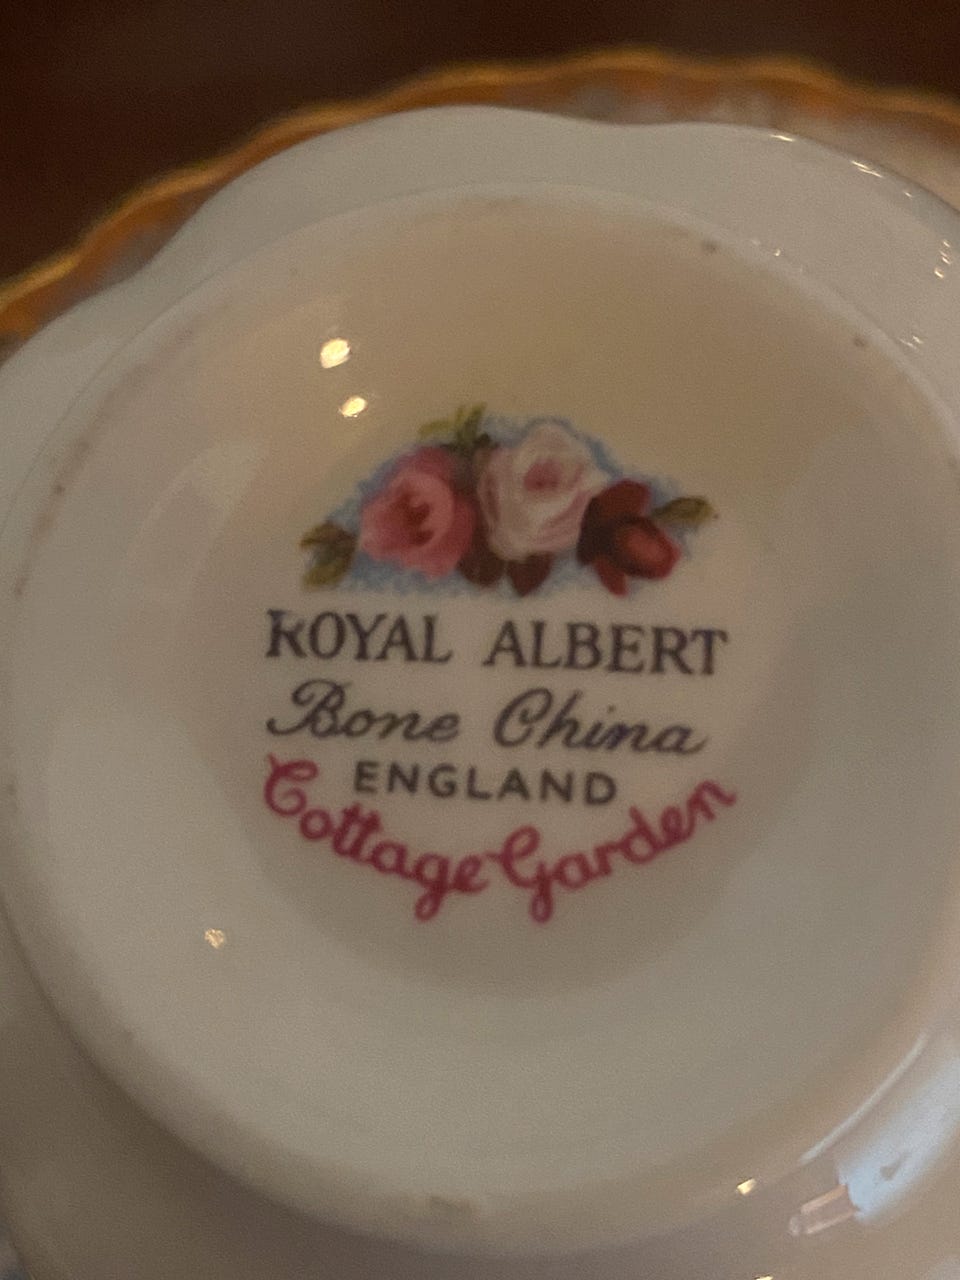 ROYAL ALBERT
Bone China
ENGLAND
Cottage Garden